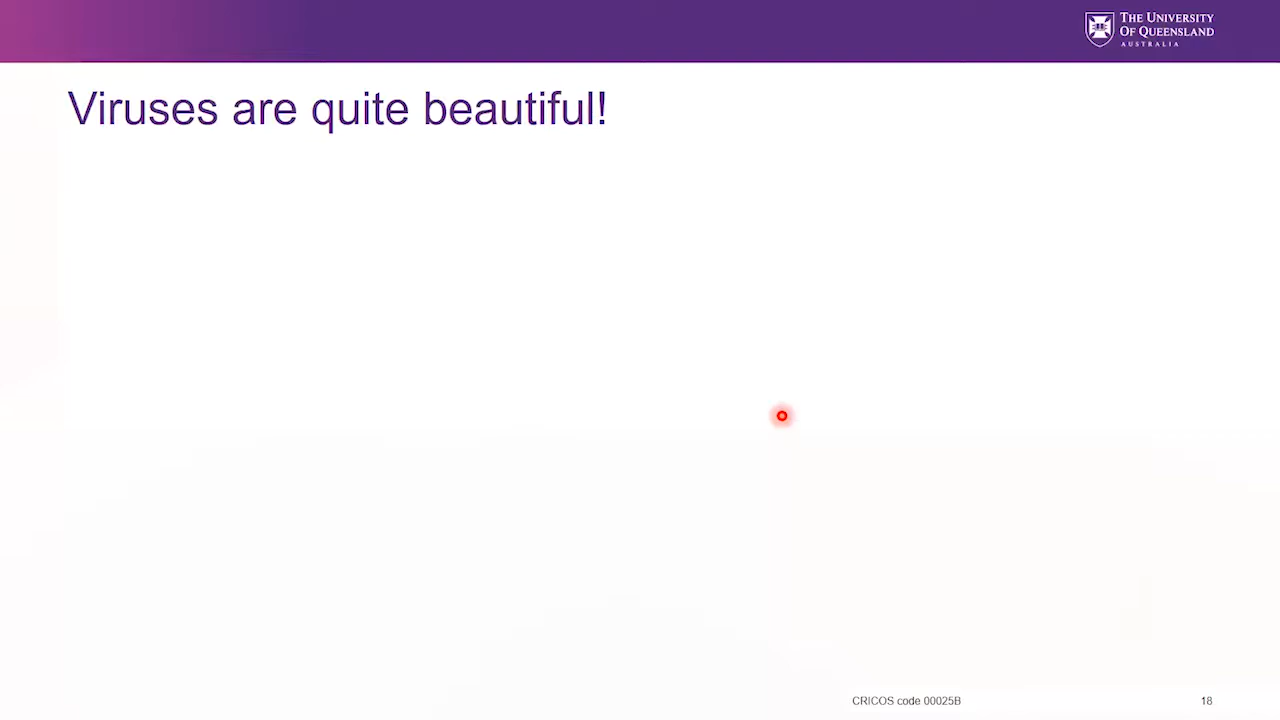 THE UNIVERSITY
OF QUEENSLAND
AUSTRALIA
Viruses are quite beautiful!
CRICOS code 00025B
18